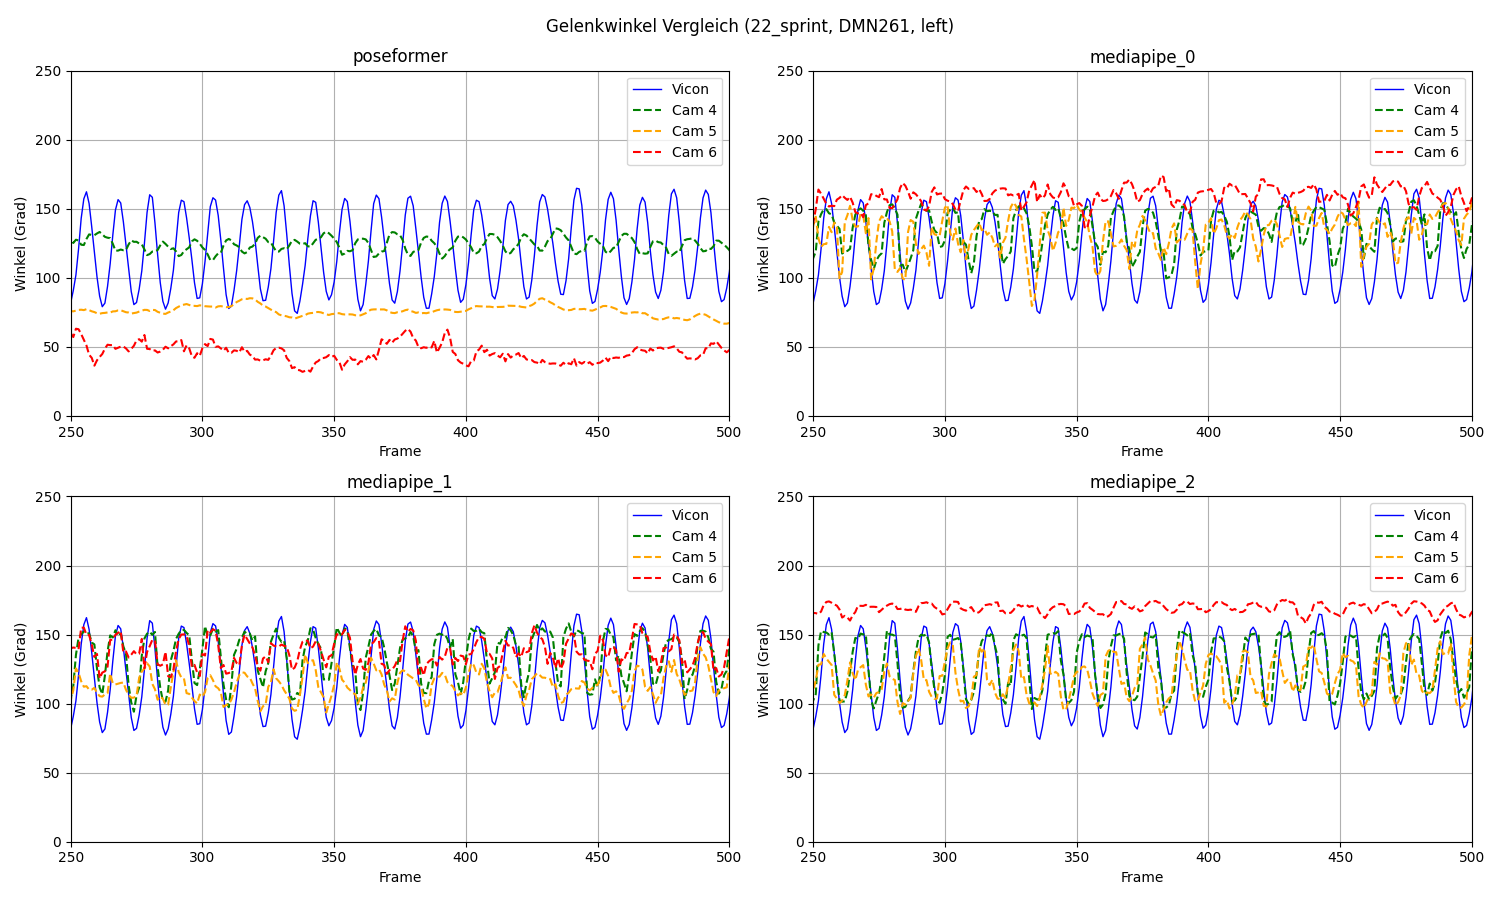 Gelenkwinkel Vergleich (22_sprint, DMN261, left)
poseformer
250
200
150
100
50
0
Winkel (Grad)
250 300 350 400 450 500
Frame
Vicon
Cam 4
Cam 5
Cam 6
mediapipe_0
250
200
150
100
50
0
Winkel (Grad)
250 300 350 400 450 500
Frame
Vicon
Cam 4
Cam 5
Cam 6
mediapipe_1
250
200
150
100
50
0
Winkel (Grad)
250 300 350 400 450 500
Frame
Vicon
Cam 4
Cam 5
Cam 6
mediapipe_2
250
200
150
100
50
0
Winkel (Grad)
250 300 350 400 450 500
Frame
Vicon
Cam 4
Cam 5
Cam 6